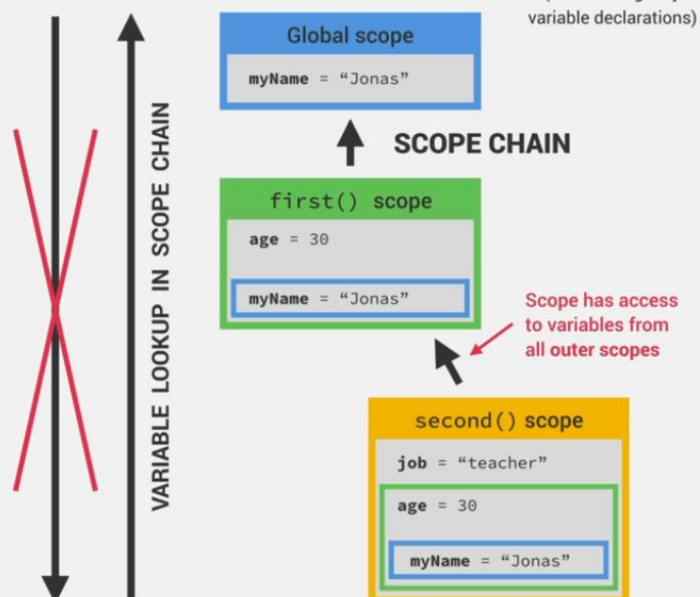 variable declarations)
Global scope
myName = “Jonas”
SCOPE CHAIN
first() scope
age = 30
myName = “Jonas”
VARIABLE LOOKUP IN SCOPE CHAIN
Scope has access
to variables from
all outer scopes
second() scope
job = “teacher”
age = 30
myName = “Jonas”